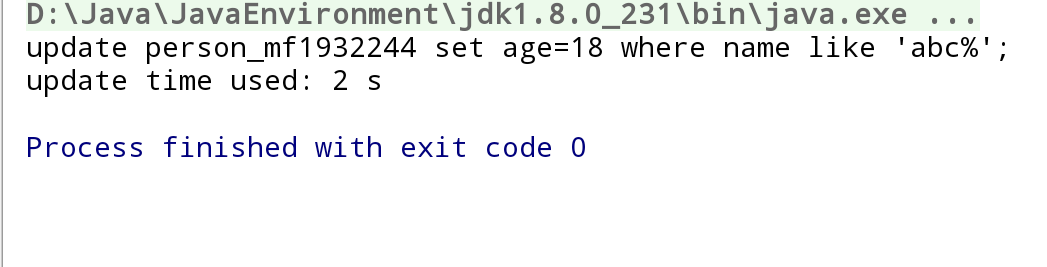 D:\Java\JavaEnvironment\jdk1.8.0_231\bin\java.exe ...
update person_mf1932244 set age=18 where name like 'abc%';
update time used: 2 s
Process finished with exit code 0